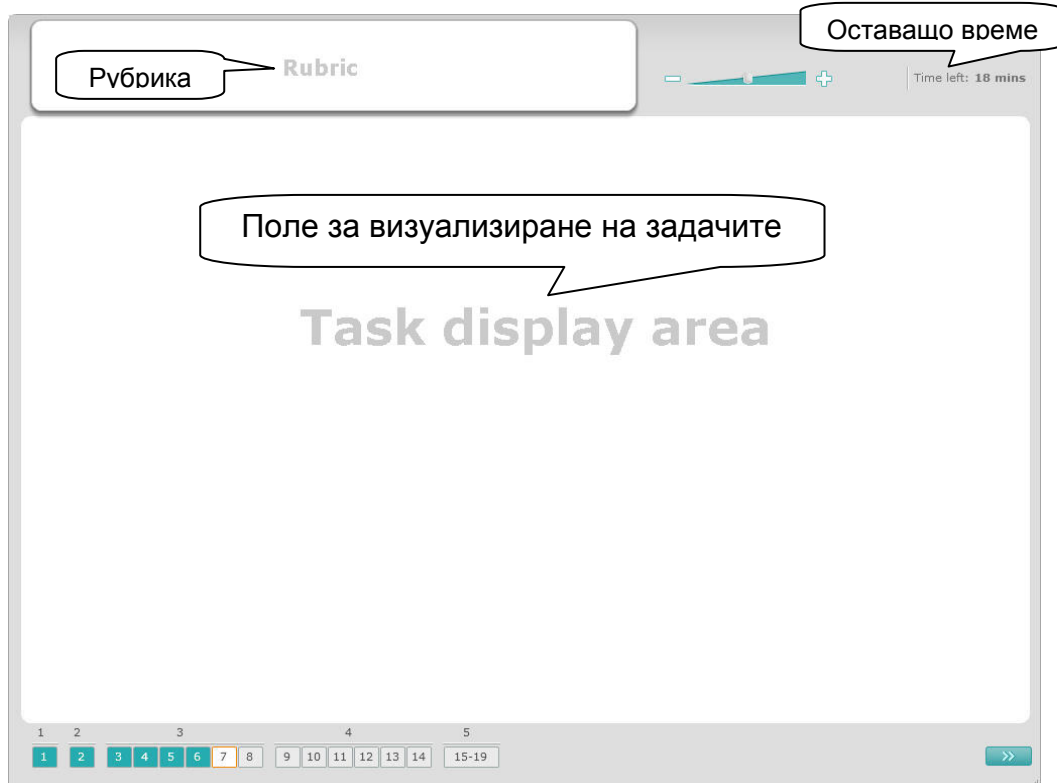 Оставащо време
Рубрика
Rubric
Time left: 18 mins
Поле за визуализиране на задачите
Task display area
1 2 3 4 5
1 2 3 4 5 6 7 8 9 10 11 12 13 14 15-19
>>